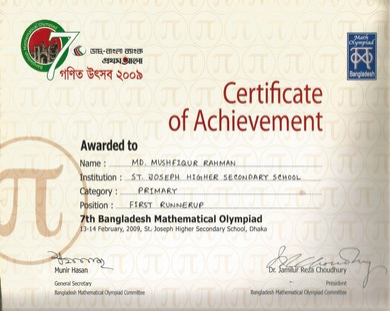 7
ডাচ্-বাংলা ব্যাংক
প্রথম আলো
গণিত উৎসব ২০০৯
Math
Olympiad
Bangladesh
Certificate
of Achievement
Awarded to
Name : MD. MUSHFIQUR RAHMAN
Institution : ST. JOSEPH HIGHER SECONDARY SCHOOL
Category : PRIMARY
Position : FIRST RUNNERUP
7th Bangladesh Mathematical Olympiad
13-14 February, 2009, St. Joseph Higher Secondary School, Dhaka
Munir Hasan
General Secretary
Bangladesh Mathematical Olympiad Committee
Dr. Jamilur Reza Choudhury
President
Bangladesh Mathematical Olympiad Committee